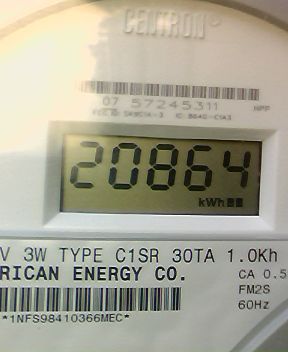 CENTRON®
07 57245311
20864
kWh
V 3W TYPE C1SR 30TA 1.0Kh
RICAN ENERGY CO.
CA 0.5
FM2S
60Hz
*1NFS98410366MEC*